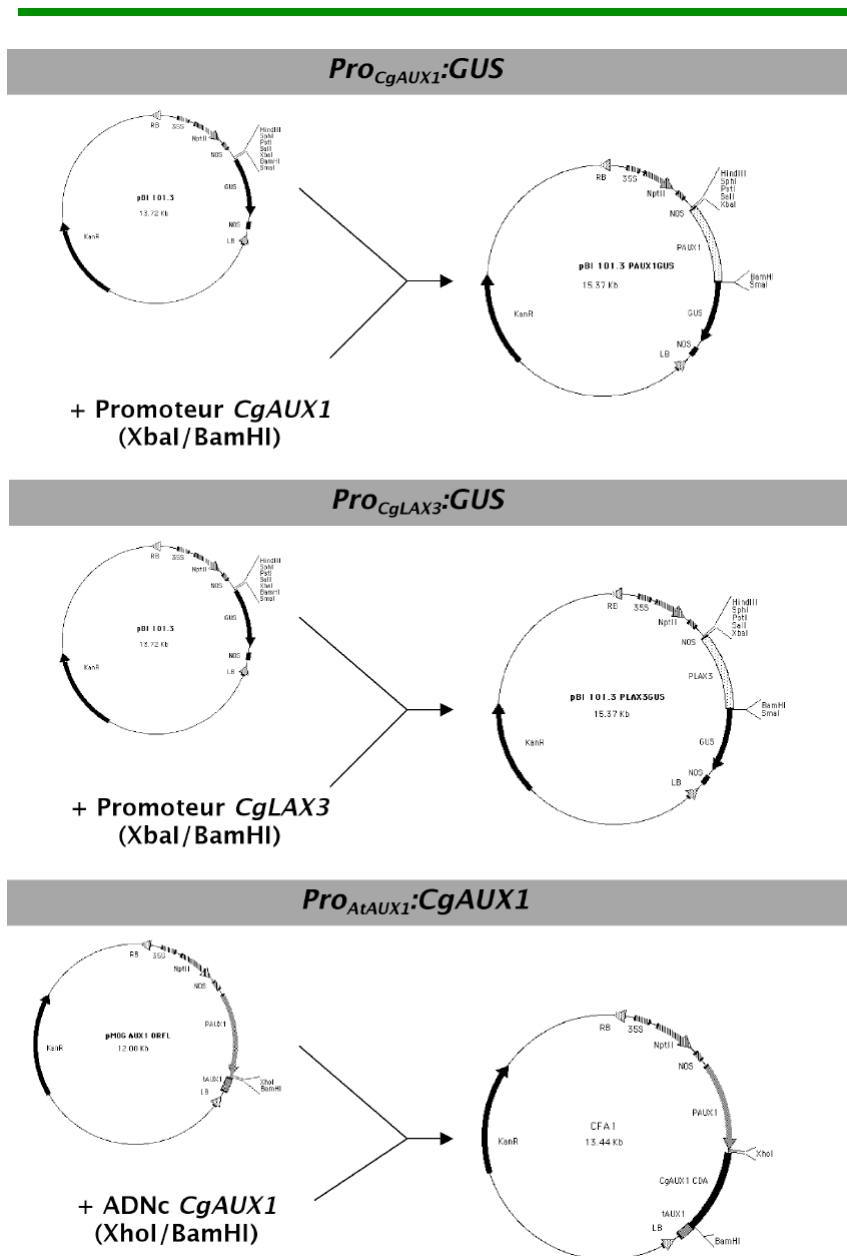 ProCgAUX1:GUS
RB
35S
NptII
NOS
HindIII
SphI
PstI
SalI
XbaI
BamHI
SmaI
GUS
pBI 101.3
13.72 Kb
KanR
NOS
LB
RB
35S
NptII
NOS
HindIII
SphI
PstI
SalI
XbaI
PAUX1
pBI 101.3 PAUX1GUS
15.37 Kb
BamHI
SmaI
KanR
GUS
NOS
LB
+ Promoteur CgAUX1
(XbaI/BamHI)
ProCgLAX3:GUS
RB
35S
NptII
NOS
HindIII
SphI
PstI
SalI
XbaI
BamHI
SmaI
GUS
pBI 101.3
13.72 Kb
KanR
NOS
LB
RB
35S
NptII
NOS
HindIII
SphI
PstI
SalI
XbaI
PLAX3
pBI 101.3 PLAX3GUS
15.37 Kb
BamHI
SmaI
KanR
GUS
NOS
LB
+ Promoteur CgLAX3
(XbaI/BamHI)
ProAtAUX1:CgAUX1
RB
35S
NptII
NOS
PAUX1
pMOG AUX1 ORFL
12.00 Kb
KanR
tAUX1
XhoI
BamHI
LB
RB
35S
NptII
NOS
PAUX1
CFA1
13.44 Kb
KanR
XhoI
CgAUX1 CDA
tAUX1
LB
BamHI
+ ADNc CgAUX1
(XhoI/BamHI)